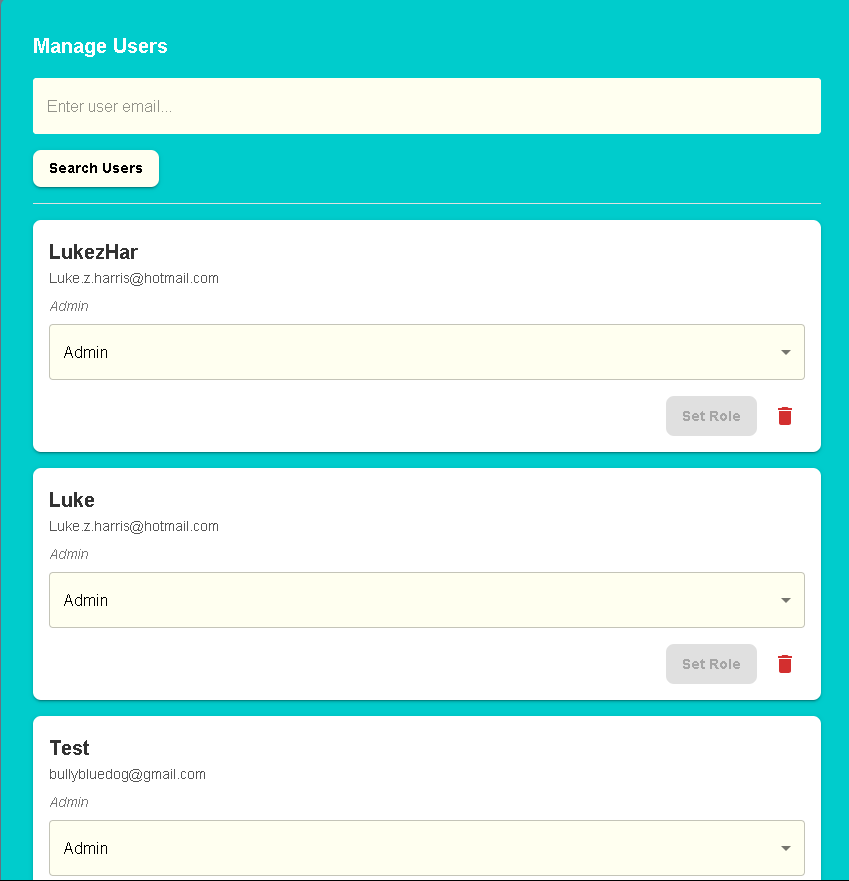 Manage Users
Enter user email...
Search Users
LukezHar
Luke.z.harris@hotmail.com
Admin
Admin
Set Role
Luke
Luke.z.harris@hotmail.com
Admin
Admin
Set Role
Test
bullybluedog@gmail.com
Admin
Admin